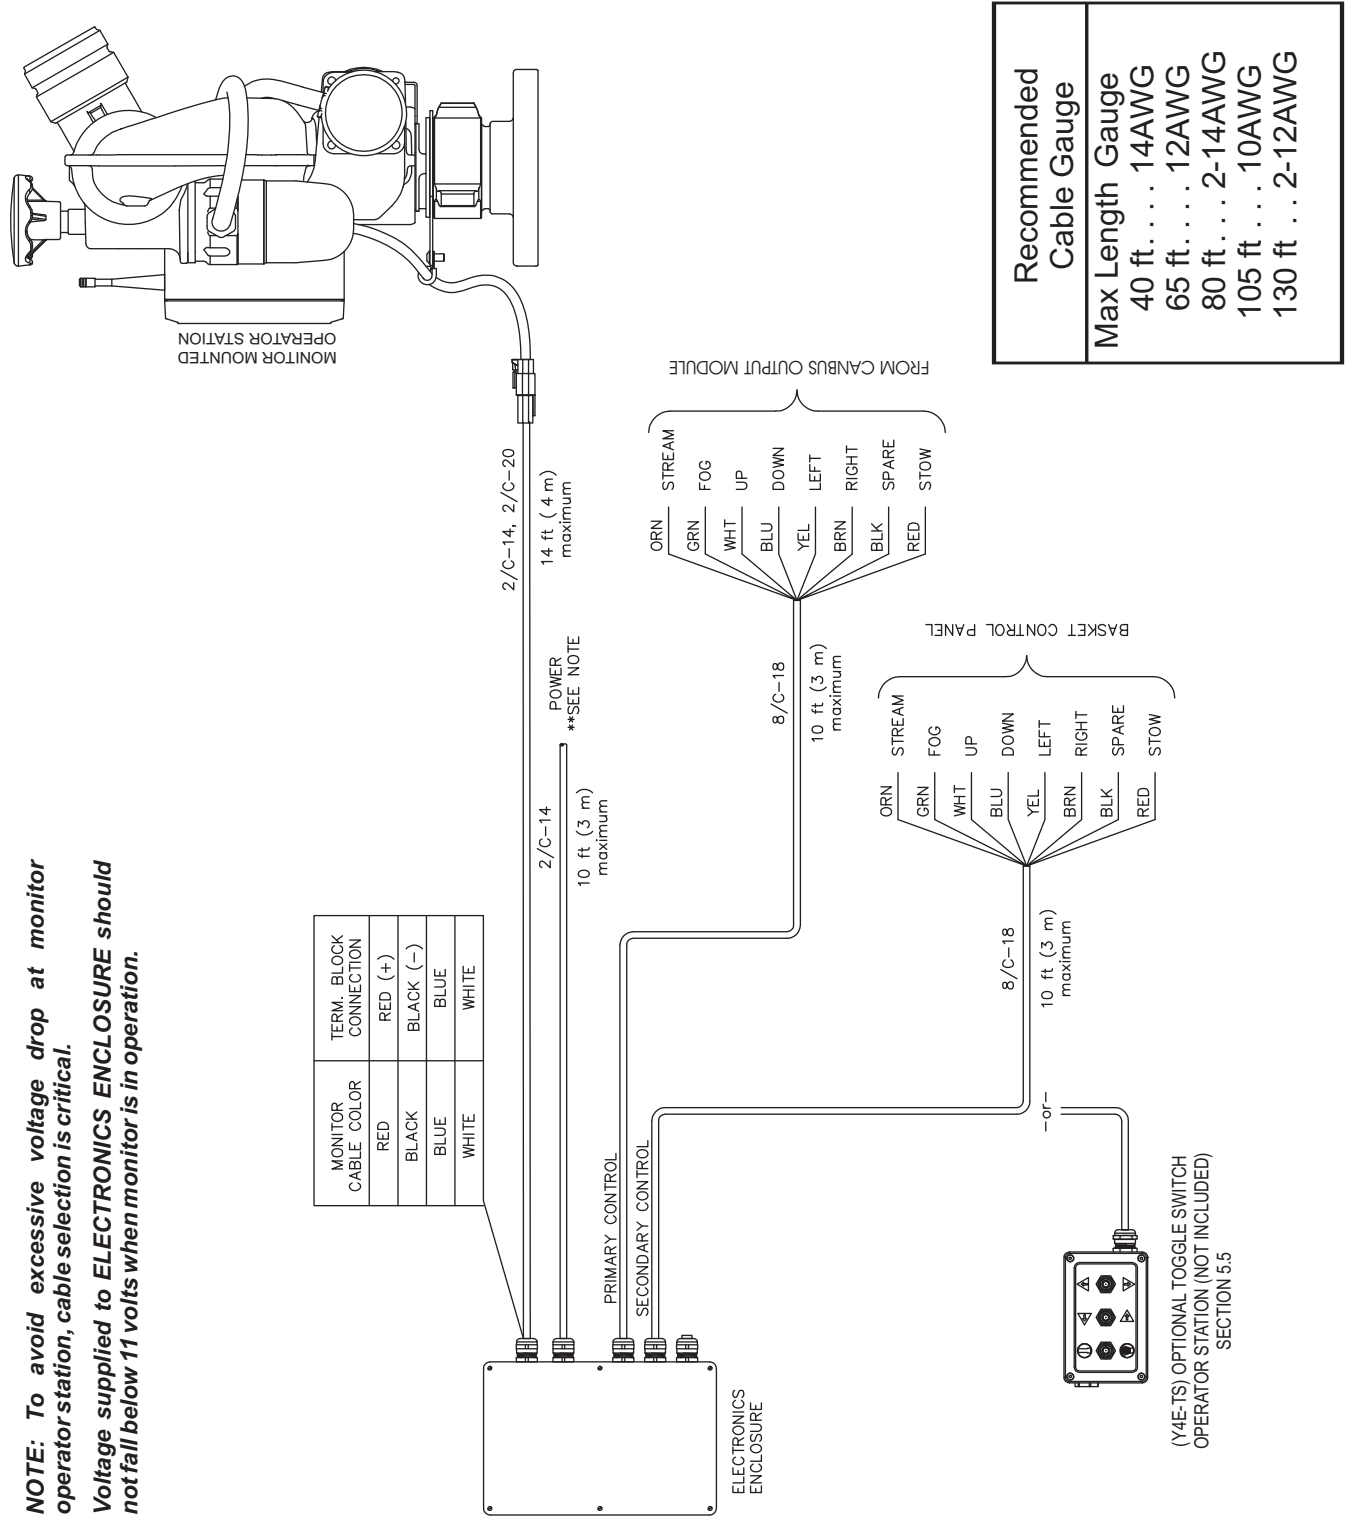 NOTE: To avoid excessive voltage drop at monitor
operator station, cable selection is critical.
Voltage supplied to ELECTRONICS ENCLOSURE should
not fall below 11 volts when monitor is in operation.
MONITOR
CABLE COLOR
TERM. BLOCK
CONNECTION
RED
RED (+)
BLACK
BLACK (−)
BLUE
BLUE
WHITE
WHITE
MONITOR MOUNTED
OPERATOR STATION
2/C−14, 2/C−20
14 ft ( 4 m)
maximum
2/C−14
10 ft (3 m)
maximum
POWER
**SEE NOTE
PRIMARY CONTROL
8/C−18
10 ft (3 m)
maximum
ORN STREAM
GRN FOG
WHT UP
BLU DOWN
YEL LEFT
BRN RIGHT
BLK SPARE
RED STOW
FROM CANBUS OUTPUT MODULE
SECONDARY CONTROL
8/C−18
10 ft (3 m)
maximum
ORN STREAM
GRN FOG
WHT UP
BLU DOWN
YEL LEFT
BRN RIGHT
BLK SPARE
RED STOW
BASKET CONTROL PANEL
−or−
ELECTRONICS
ENCLOSURE
(Y4E-TS) OPTIONAL TOGGLE SWITCH
OPERATOR STATION (NOT INCLUDED)
SECTION 5.5
Recommended
Cable Gauge
Max Length Gauge
40 ft. . . . 14AWG
65 ft. . . . 12AWG
80 ft . . . 2-14AWG
105 ft . . . 10AWG
130 ft . . 2-12AWG